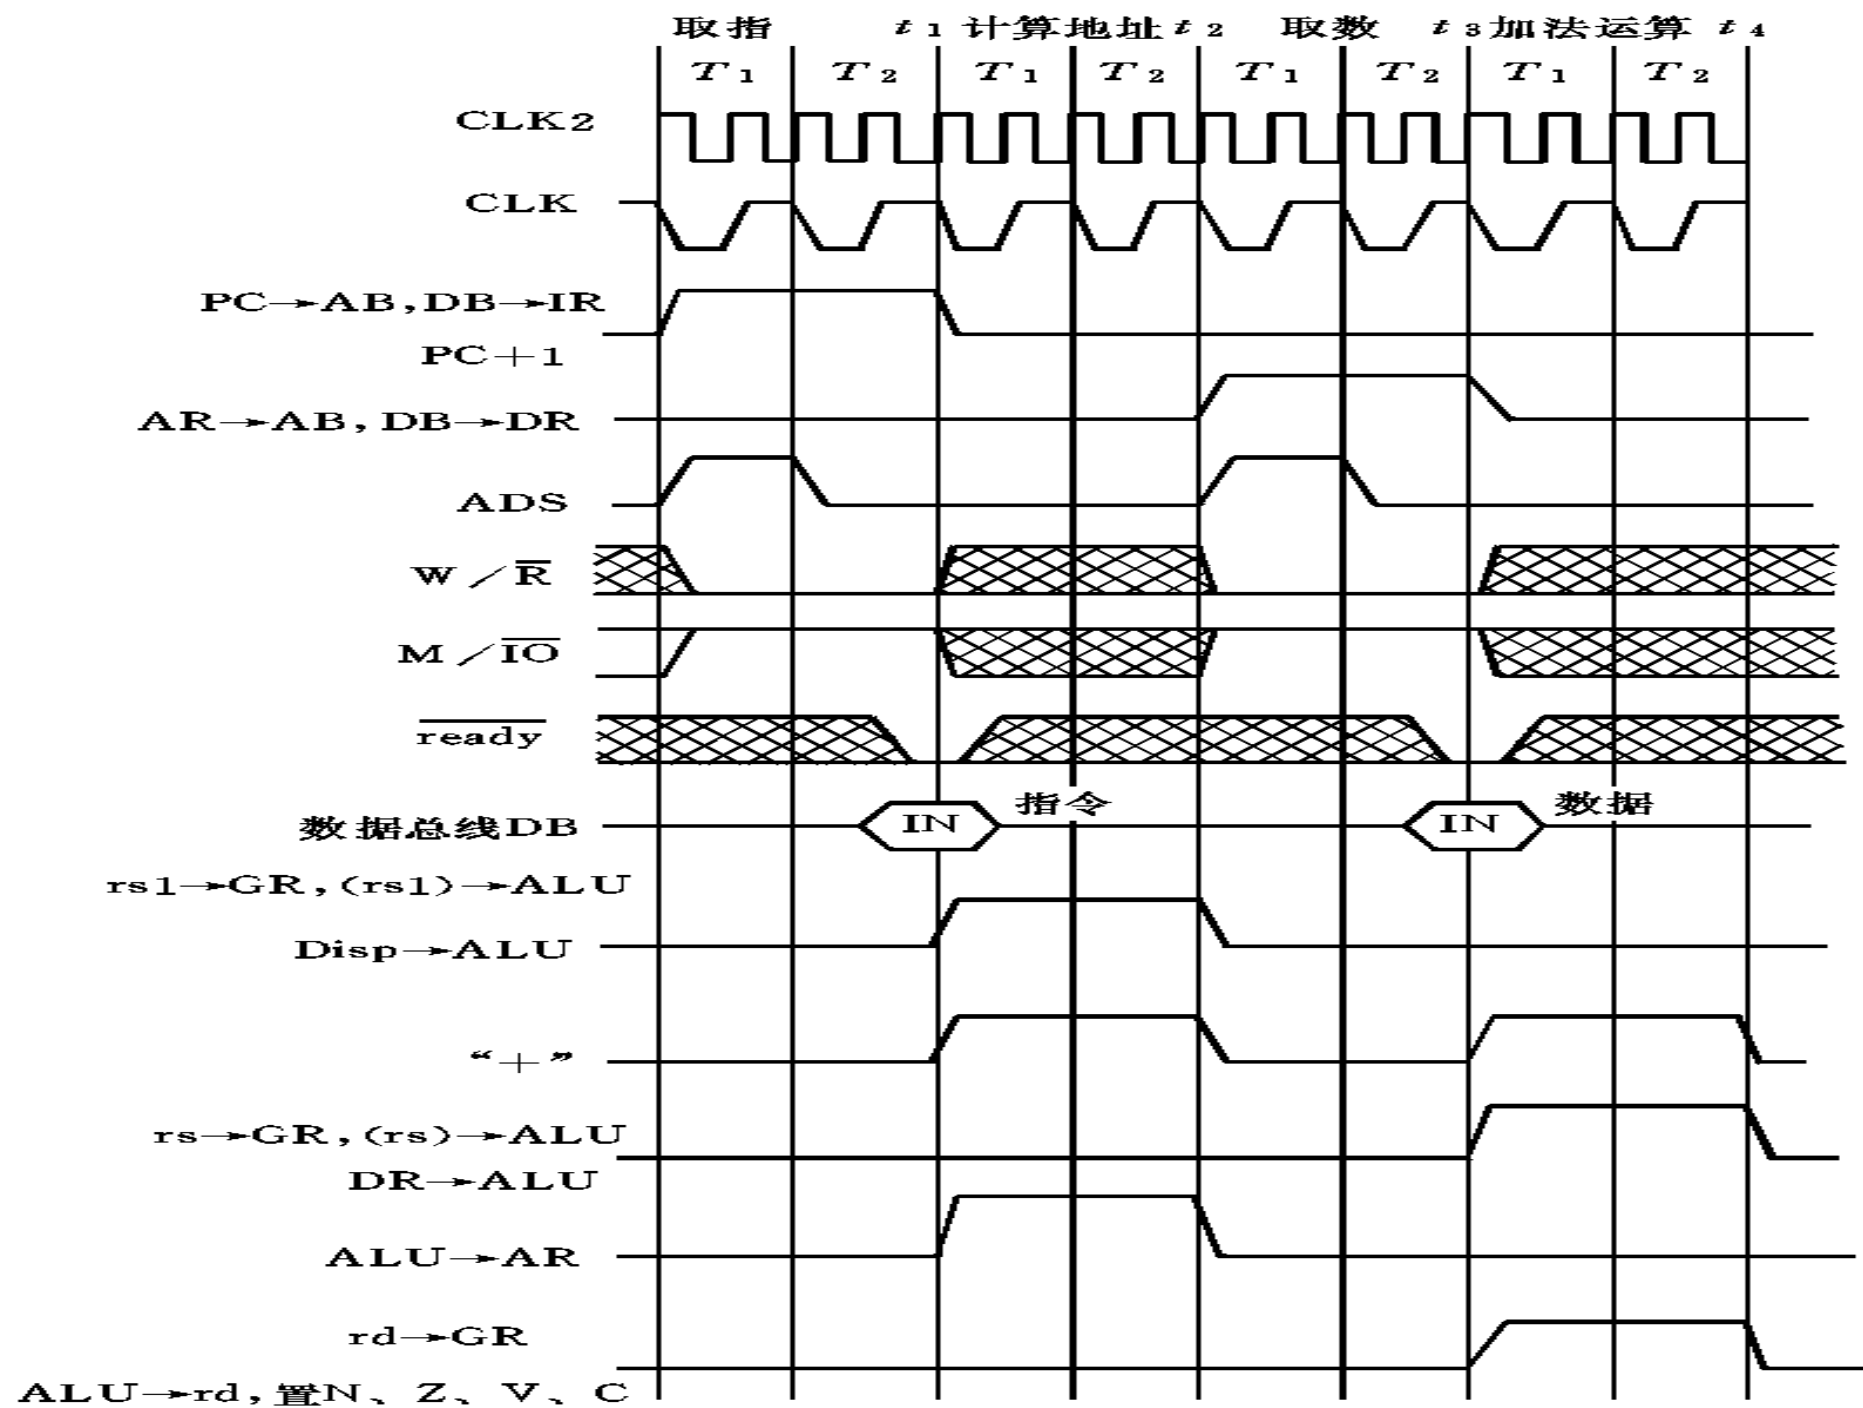 取指 t1 计算地址 t2 取数 t3 加法运算 t4
T1 T2 T1 T2 T1 T2 T1 T2
CLK2
CLK
PC→AB,DB→IR
PC+1
AR→AB,DB→DR
ADS
W/R̅
M/I̅O̅
r̅e̅a̅d̅y̅
指令 数据
数据总线DB IN IN
rs1→GR,(rs1)→ALU
Disp→ALU
“+”
rs→GR,(rs)→ALU
DR→ALU
ALU→AR
rd→GR
ALU→rd,置N、Z、V、C